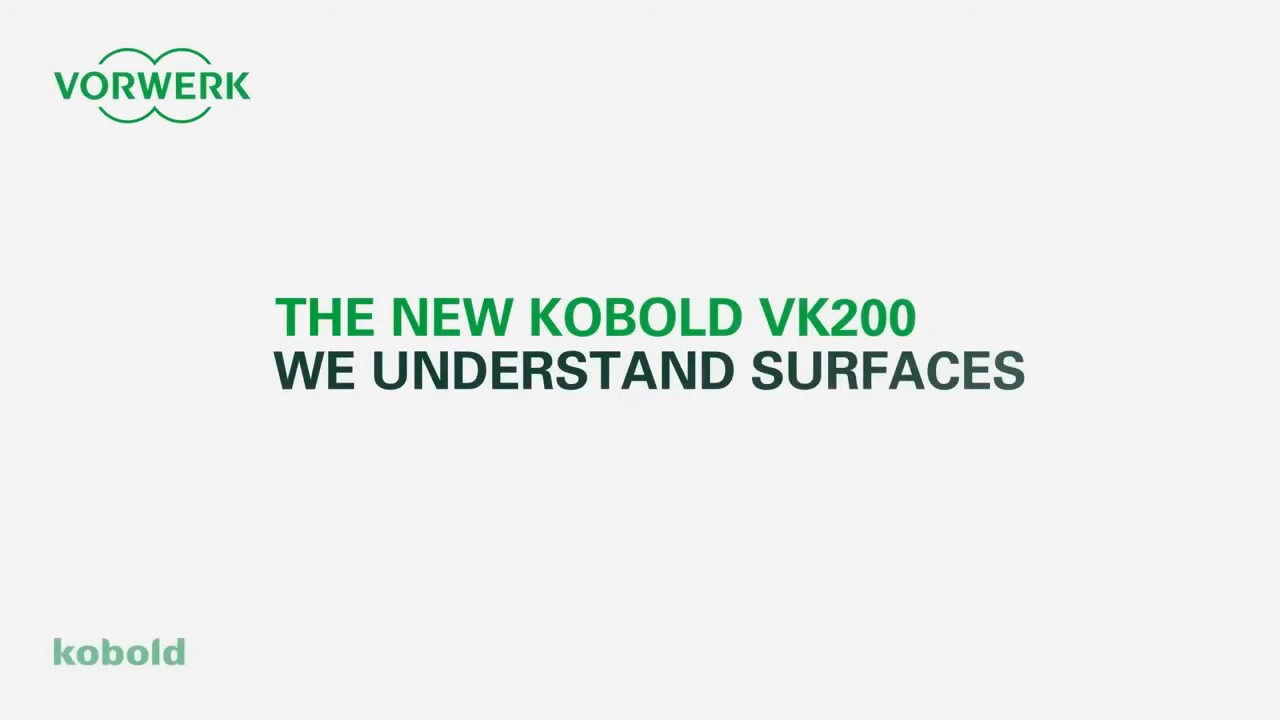 VORWERK
THE NEW KOBOLD VK200
WE UNDERSTAND SURFACES
kobold